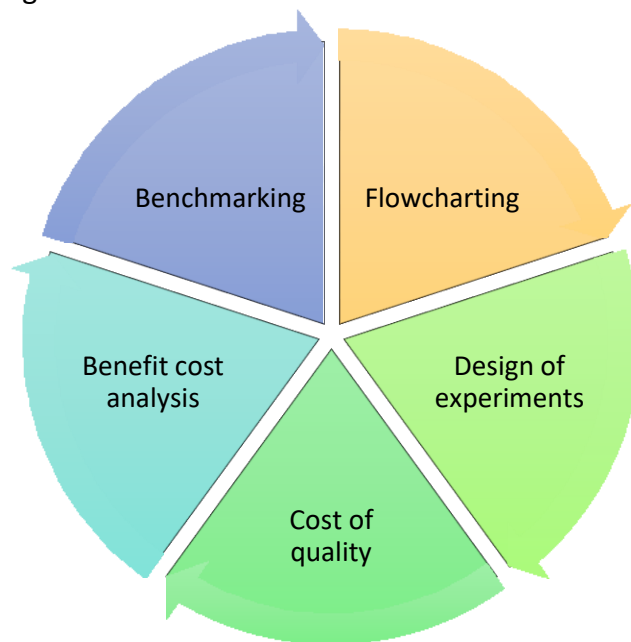 Benchmarking
Flowcharting
Benefit cost
analysis
Design of
experiments
Cost of
quality